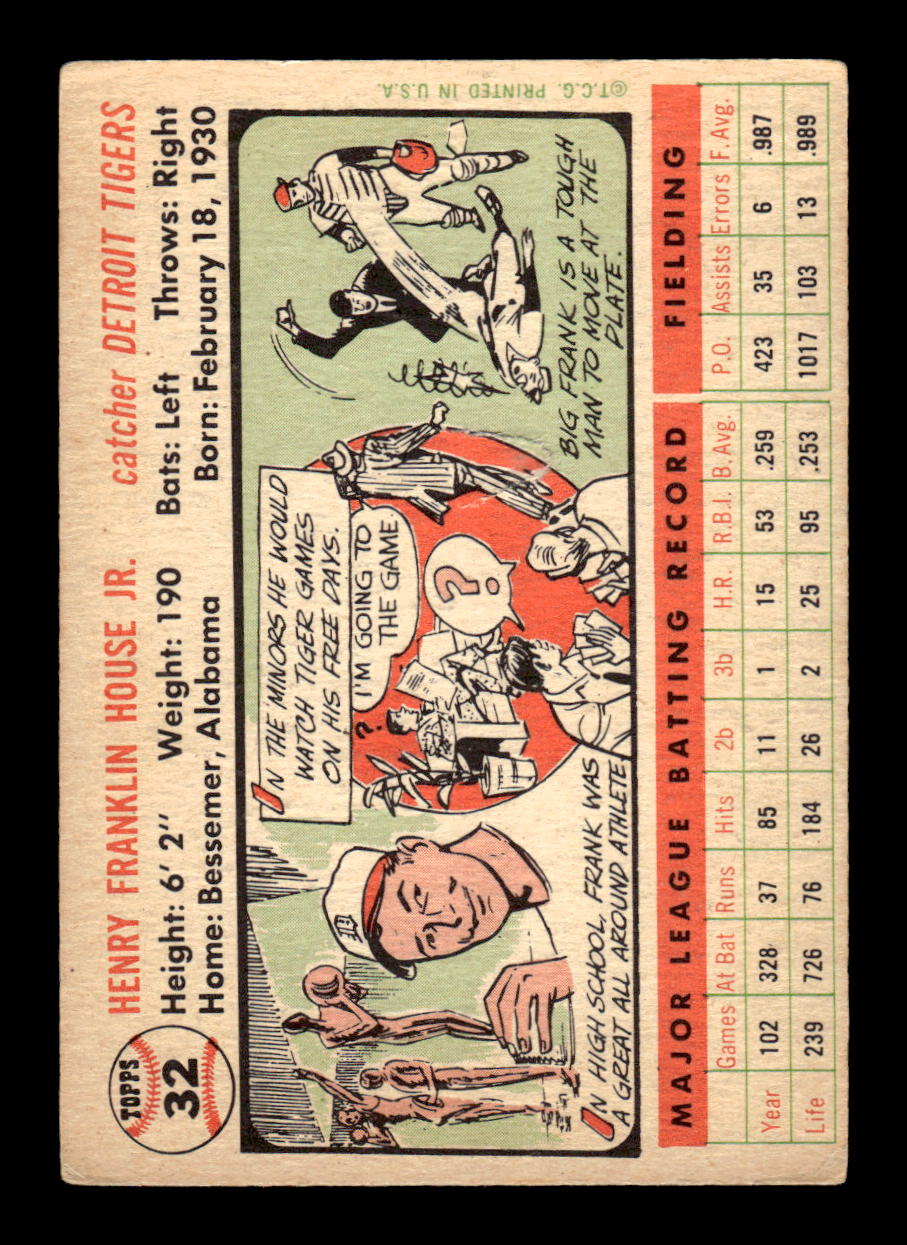 TOPPS
32
HENRY FRANKLIN HOUSE JR. catcher DETROIT TIGERS
Height: 6' 2" Weight: 190 Bats: Left Throws: Right
Home: Bessemer, Alabama Born: February 18, 1930
IN HIGH SCHOOL, FRANK WAS
A GREAT ALL AROUND ATHLETE
D
IN THE MINORS HE WOULD
WATCH TIGER GAMES
ON HIS FREE DAYS.
I'M GOING TO
THE GAME
?
?
BIG FRANK IS A TOUGH
MAN TO MOVE AT THE
PLATE.
© T.C.G. PRINTED IN U.S.A.
MAJOR LEAGUE BATTING RECORD FIELDING
Games At Bat Runs Hits 2b 3b H.R. R.B.I. B. Avg. P.O. Assists Errors F. Avg.
Year 102 328 37 85 11 1 15 53 .259 423 35 6 .987
Life 239 726 76 184 26 2 25 95 .253 1017 103 13 .989